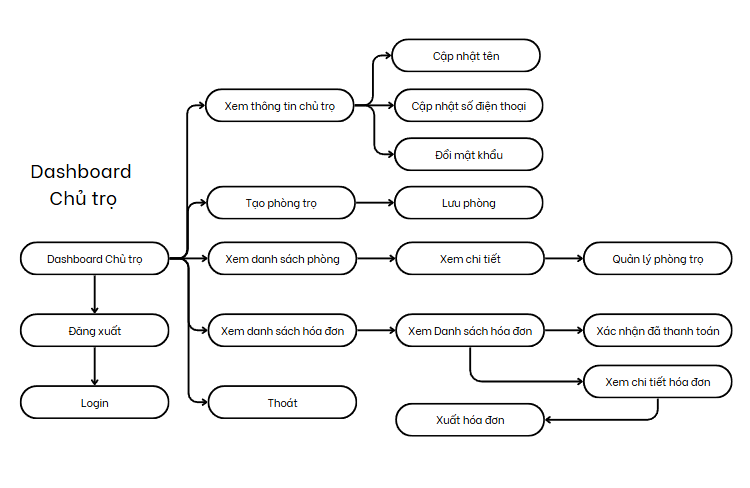 Cập nhật tên
Xem thông tin chủ trọ
Cập nhật số điện thoại
Đổi mật khẩu
Dashboard
Chủ trọ
Tạo phòng trọ
Lưu phòng
Dashboard Chủ trọ
Xem danh sách phòng
Xem chi tiết
Quản lý phòng trọ
Đăng xuất
Xem danh sách hóa đơn
Xem Danh sách hóa đơn
Xác nhận đã thanh toán
Xem chi tiết hóa đơn
Login
Thoát
Xuất hóa đơn